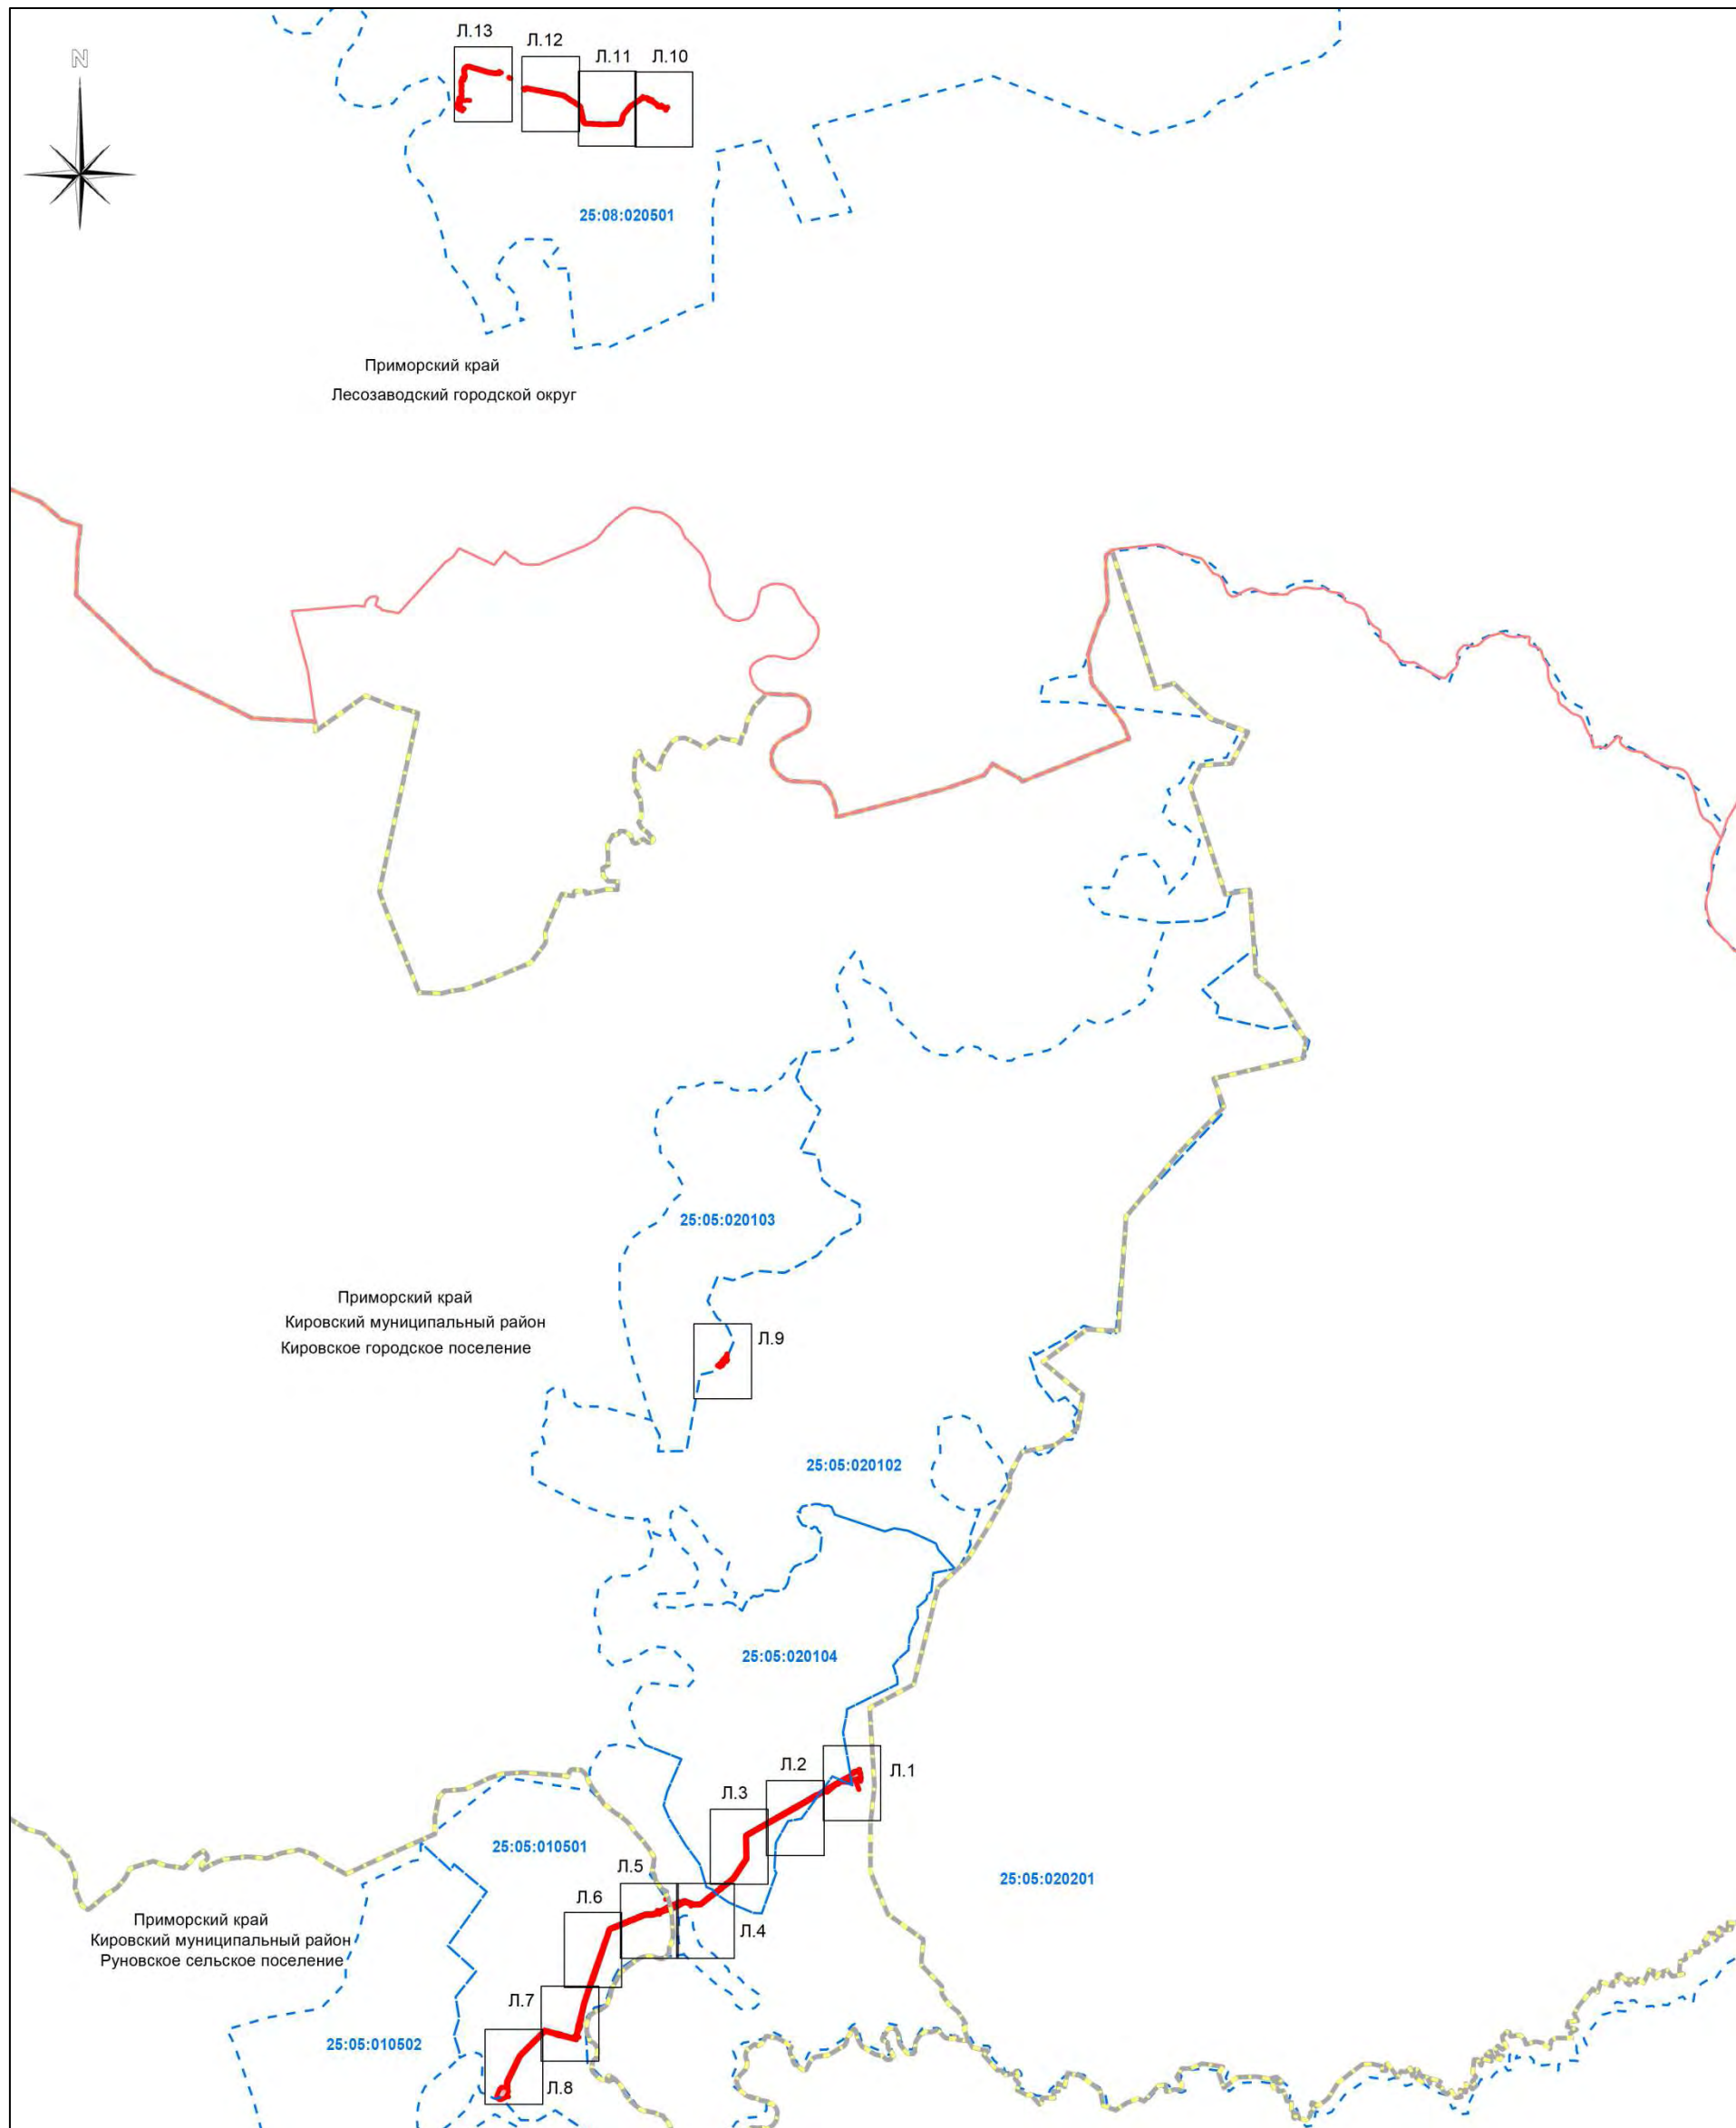 Л.13
Л.12
Л.11
Л.10
N
25:08:020501
Приморский край
Лесозаводский городской округ
25:05:020103
Приморский край
Кировский муниципальный район
Кировское городское поселение
Л.9
25:05:020102
25:05:020104
Л.2
Л.1
Л.3
25:05:010501
Л.5
25:05:020201
Л.6
Л.4
Приморский край
Кировский муниципальный район
Руновское сельское поселение
Л.7
25:05:010502
Л.8